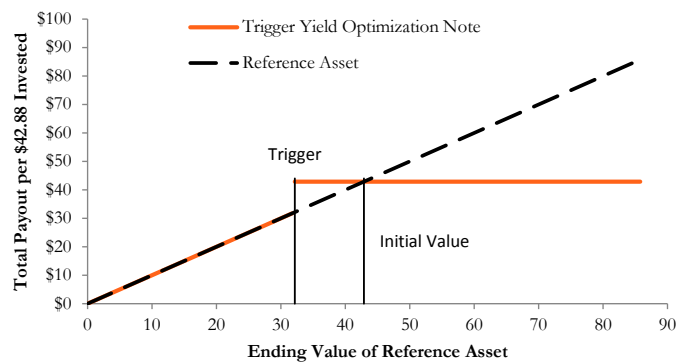 Total Payout per $42.88 Invested
$100
$90
$80
$70
$60
$50
$40
$30
$20
$10
$0
Trigger Yield Optimization Note
Reference Asset
Trigger
Initial Value
0 10 20 30 40 50 60 70 80 90
Ending Value of Reference Asset